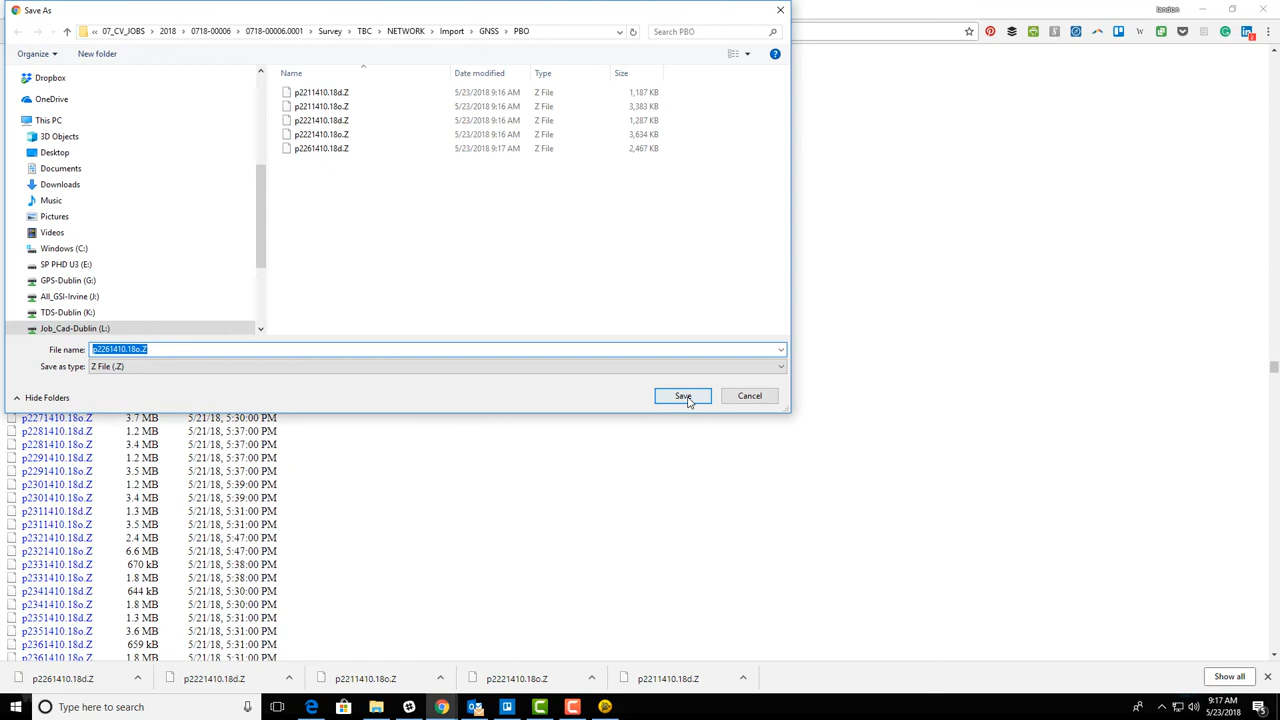 Save As
landon
« 07_CV_JOBS > 2018 > 0718-00006 > 0718-00006.0001 > Survey > TBC > NETWORK > Import > GNSS > PBO
Search PBO
Organize
New folder
Name
Date modified
Type
Size
Dropbox
OneDrive
This PC
3D Objects
Desktop
Documents
Downloads
Music
Pictures
Videos
Windows (C:)
SP PHD U3 (E:)
GPS-Dublin (G:)
All_GSI-Irvine (J:)
TDS-Dublin (K:)
Job_Cad-Dublin (L:)
p2211410.18d.Z 5/23/2018 9:16 AM Z File 1,187 KB
p2211410.18o.Z 5/23/2018 9:16 AM Z File 3,383 KB
p2221410.18d.Z 5/23/2018 9:16 AM Z File 1,287 KB
p2221410.18o.Z 5/23/2018 9:16 AM Z File 3,634 KB
p2261410.18d.Z 5/23/2018 9:17 AM Z File 2,467 KB
File name: p2261410.18o.Z
Save as type: Z File (.Z)
Hide Folders
Save
Cancel
p2271410.18o.Z 3.7 MB 5/21/18, 5:30:00 PM
p2281410.18d.Z 1.2 MB 5/21/18, 5:37:00 PM
p2281410.18o.Z 3.4 MB 5/21/18, 5:37:00 PM
p2291410.18d.Z 1.2 MB 5/21/18, 5:37:00 PM
p2291410.18o.Z 3.5 MB 5/21/18, 5:37:00 PM
p2301410.18d.Z 1.2 MB 5/21/18, 5:39:00 PM
p2301410.18o.Z 3.4 MB 5/21/18, 5:39:00 PM
p2311410.18d.Z 1.3 MB 5/21/18, 5:31:00 PM
p2311410.18o.Z 3.5 MB 5/21/18, 5:31:00 PM
p2321410.18d.Z 2.4 MB 5/21/18, 5:47:00 PM
p2321410.18o.Z 6.6 MB 5/21/18, 5:47:00 PM
p2331410.18d.Z 670 kB 5/21/18, 5:38:00 PM
p2331410.18o.Z 1.8 MB 5/21/18, 5:38:00 PM
p2341410.18d.Z 644 kB 5/21/18, 5:30:00 PM
p2341410.18o.Z 1.8 MB 5/21/18, 5:30:00 PM
p2351410.18d.Z 1.3 MB 5/21/18, 5:31:00 PM
p2351410.18o.Z 3.6 MB 5/21/18, 5:31:00 PM
p2361410.18d.Z 659 kB 5/21/18, 5:31:00 PM
p2361410.18o.Z 1.8 MB 5/21/18, 5:31:00 PM
p2261410.18d.Z
p2221410.18d.Z
p2211410.18o.Z
p2221410.18o.Z
p2211410.18d.Z
Show all
Type here to search
9:17 AM
5/23/2018